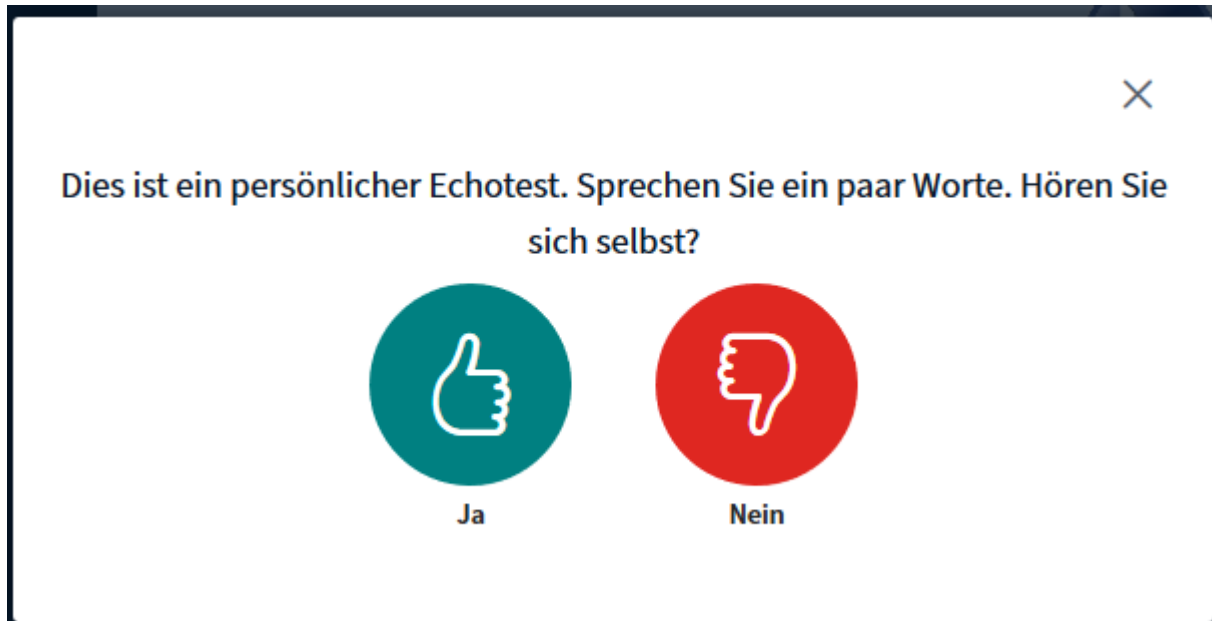 Dies ist ein persönlicher Echotest. Sprechen Sie ein paar Worte. Hören Sie
sich selbst?
Ja
Nein